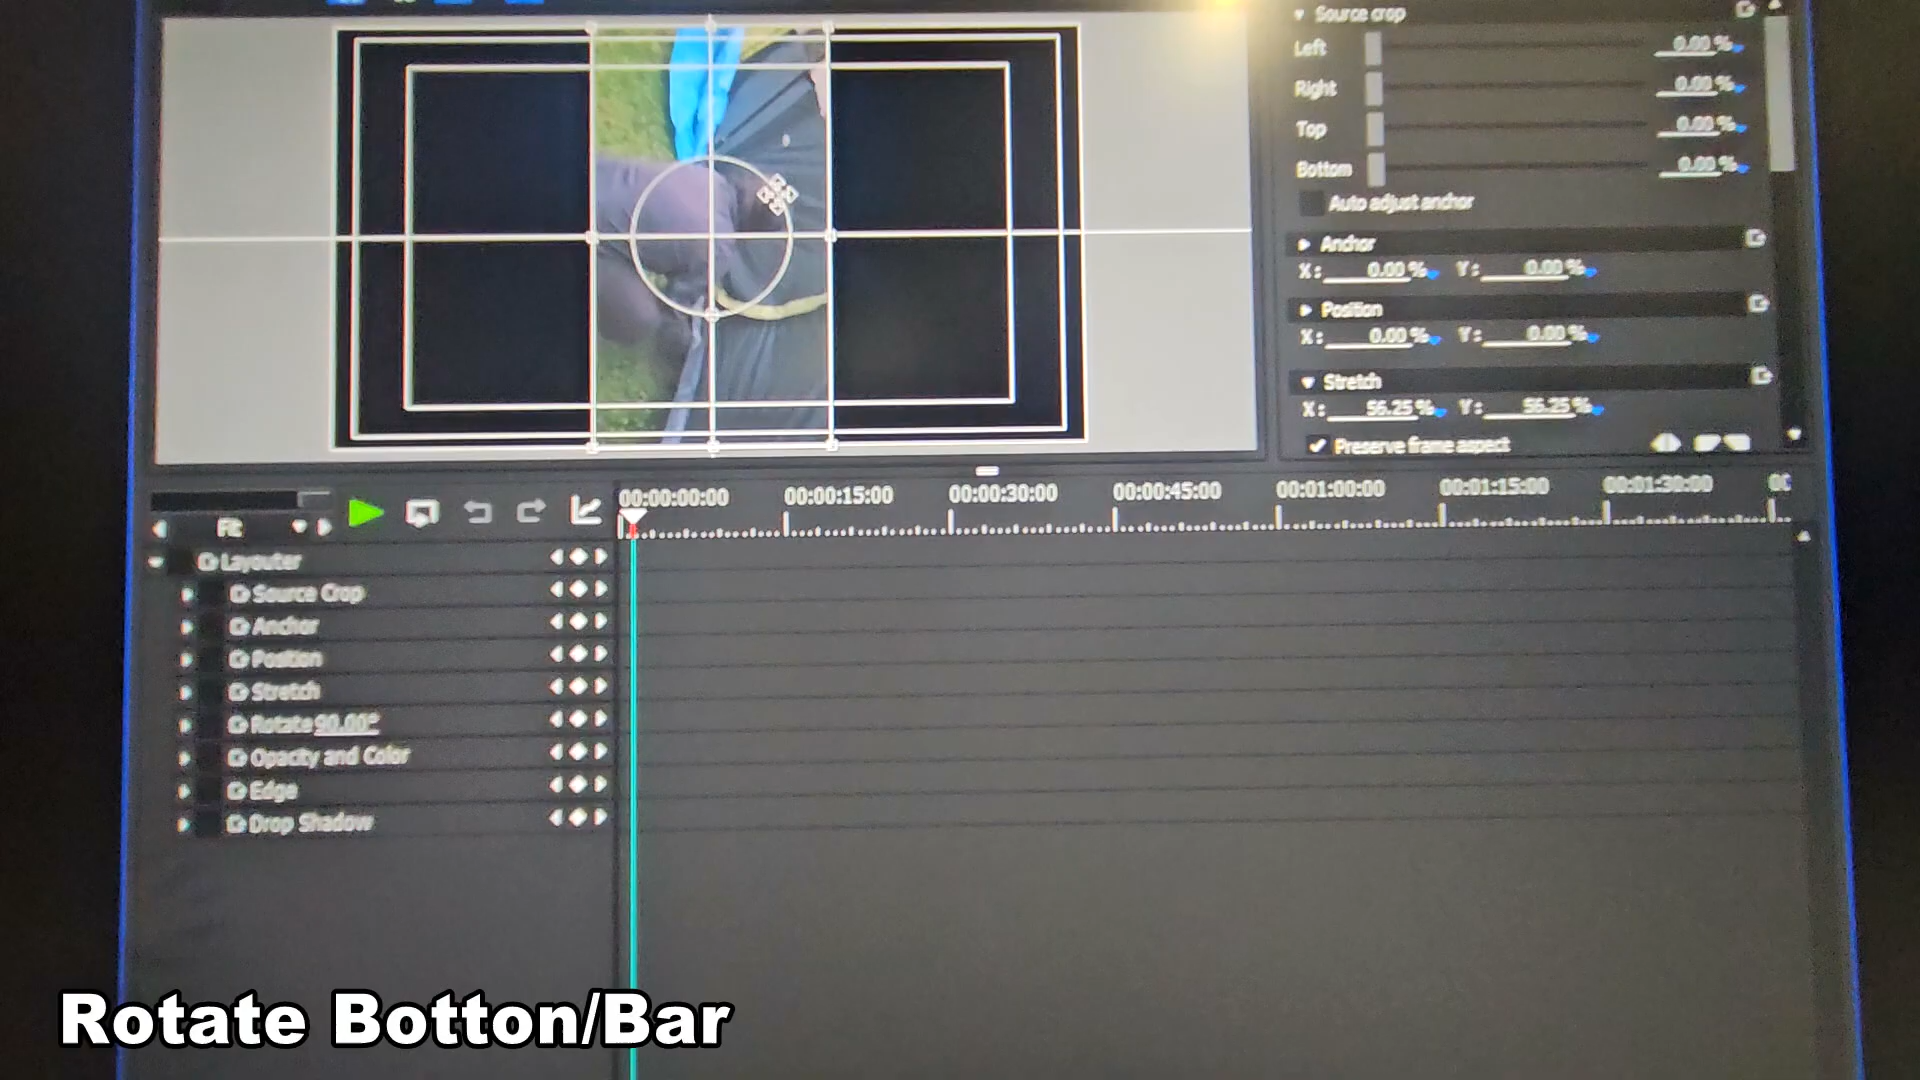 Source crop
Left 0.00 %
Right 0.00 %
Top 0.00 %
Bottom 0.00 %
Auto adjust anchor
Anchor
X: 0.00 % Y: 0.00 %
Position
X: 0.00 % Y: 0.00 %
Stretch
X: 56.25 % Y: 56.25 %
Preserve frame aspect
Fit
00:00:00:00 00:00:15:00 00:00:30:00 00:00:45:00 00:01:00:00 00:01:15:00 00:01:30:00
Layouter
Source Crop
Anchor
Position
Stretch
Rotate 90.00°
Opacity and Color
Edge
Drop Shadow
Rotate Botton/Bar